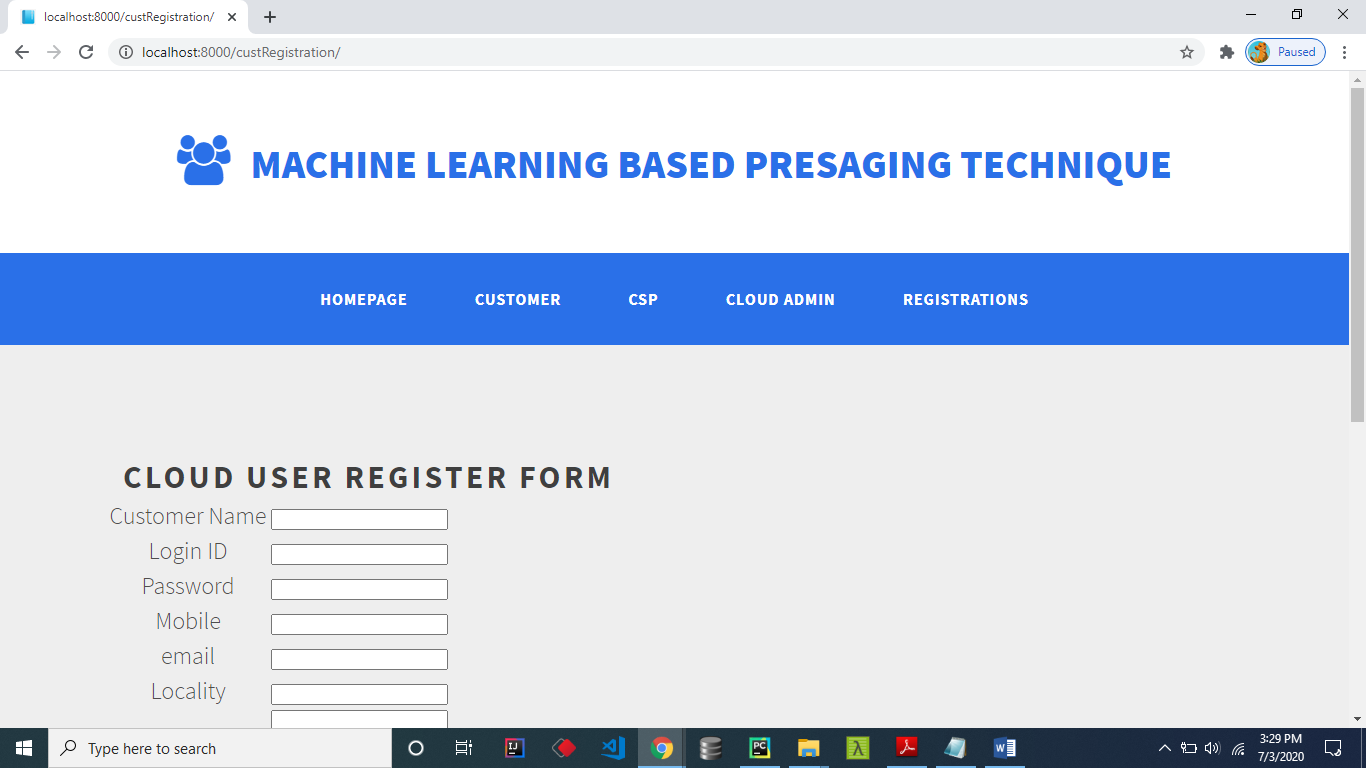 localhost:8000/custRegistration/
localhost:8000/custRegistration/
Paused
MACHINE LEARNING BASED PRESAGING TECHNIQUE
HOMEPAGE CUSTOMER CSP CLOUD ADMIN REGISTRATIONS
CLOUD USER REGISTER FORM
Customer Name
Login ID
Password
Mobile
email
Locality
Type here to search
IJ
PC
W
3:29 PM
7/3/2020